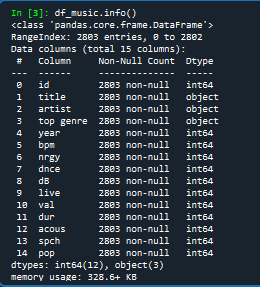 In [3]: df_music.info()
<class 'pandas.core.frame.DataFrame'>
RangeIndex: 2803 entries, 0 to 2802
Data columns (total 15 columns):
 #   Column     Non-Null Count  Dtype
---  ------     --------------  -----
 0   id         2803 non-null   int64
 1   title      2803 non-null   object
 2   artist     2803 non-null   object
 3   top genre  2803 non-null   object
 4   year       2803 non-null   int64
 5   bpm        2803 non-null   int64
 6   nrgy       2803 non-null   int64
 7   dnce       2803 non-null   int64
 8   dB         2803 non-null   int64
 9   live       2803 non-null   int64
 10  val        2803 non-null   int64
 11  dur        2803 non-null   int64
 12  acous      2803 non-null   int64
 13  spch       2803 non-null   int64
 14  pop        2803 non-null   int64
dtypes: int64(12), object(3)
memory usage: 328.6+ KB